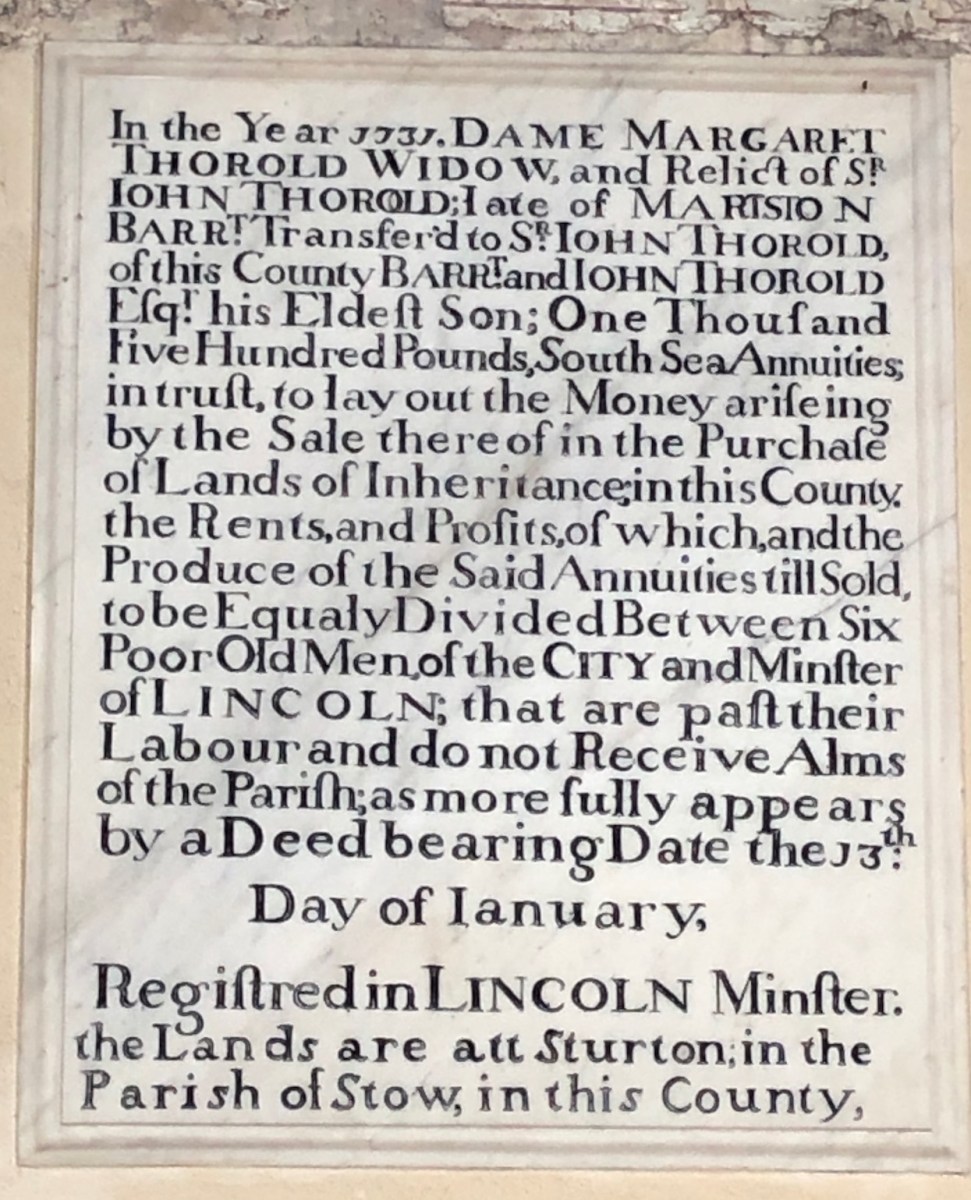 In the Year 1731. DAME MARGARET
THOROLD WIDOW, and Relict of Sᴿ.
IOHN THOROLD; late of MARTSTON
BARRᵀ. Transfer'd to Sᴿ. IOHN THOROLD,
of this County BARRᵀ. and IOHN THOROLD
Eſqʳ. his Eldeſt Son; One Thouſand
Five Hundred Pounds, South Sea Annuities;
in truſt, to lay out the Money ariſeing
by the Sale there of in the Purchaſe
of Lands of Inheritance; in this County.
the Rents, and Profits, of which, and the
Produce of the Said Annuities till Sold,
to be Equaly Divided Between Six
Poor Old Men, of the CITY and Minſter
of LINCOLN; that are paſt their
Labour and do not Receive Alms
of the Pariſh; as more fully appears
by a Deed bearing Date the 13ᵗʰ.
Day of Ianuary,
Regiſtred in LINCOLN Minſter.
the Lands are att Sturton; in the
Parish of Stow, in this County,